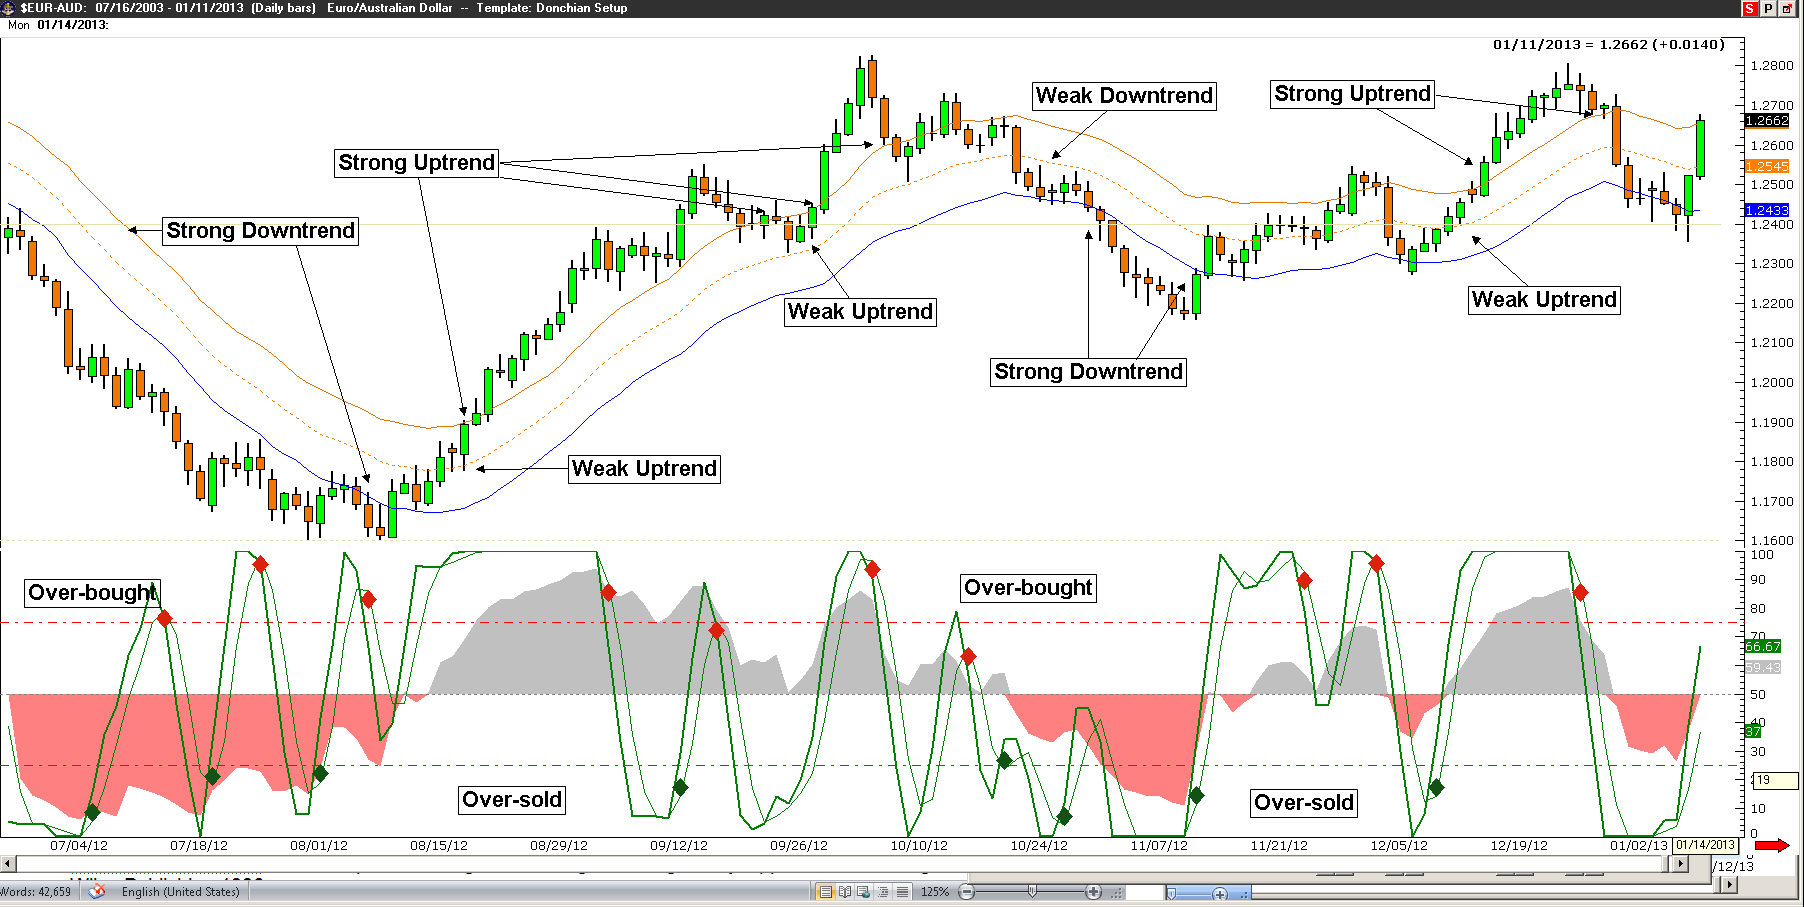 $EUR-AUD: 07/16/2003 - 01/11/2013 (Daily bars) Euro/Australian Dollar -- Template: Donchian Setup
S P
Mon 01/14/2013:
01/11/2013 = 1.2662 (+0.0140)
1.2800
1.2700
1.2662
1.2600
1.2545
1.2500
1.2433
1.2400
1.2300
1.2200
1.2100
1.2000
1.1900
1.1800
1.1700
1.1600
Weak Downtrend
Strong Uptrend
Strong Uptrend
Strong Downtrend
Weak Uptrend
Weak Uptrend
Strong Downtrend
Weak Uptrend
100
90
80
70
66.67
59.43
50
40
37
30
19
10
0
Over-bought
Over-bought
Over-sold
Over-sold
07/04/12 07/18/12 08/01/12 08/15/12 08/29/12 09/12/12 09/26/12 10/10/12 10/24/12 11/07/12 11/21/12 12/05/12 12/19/12 01/02/13 01/14/2013
/12/13
Words: 42,659 English (United States) 125%